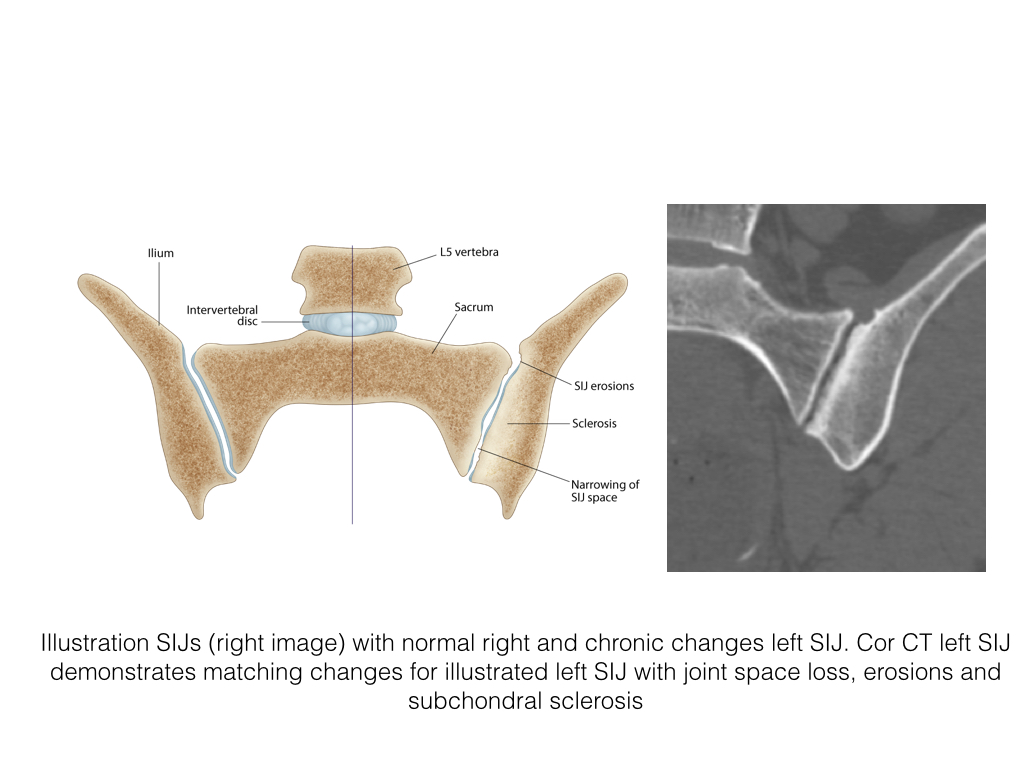 Ilium
L5 vertebra
Intervertebral
disc
Sacrum
SIJ erosions
Sclerosis
Narrowing of
SIJ space
Illustration SIJs (right image) with normal right and chronic changes left SIJ. Cor CT left SIJ
demonstrates matching changes for illustrated left SIJ with joint space loss, erosions and
subchondral sclerosis